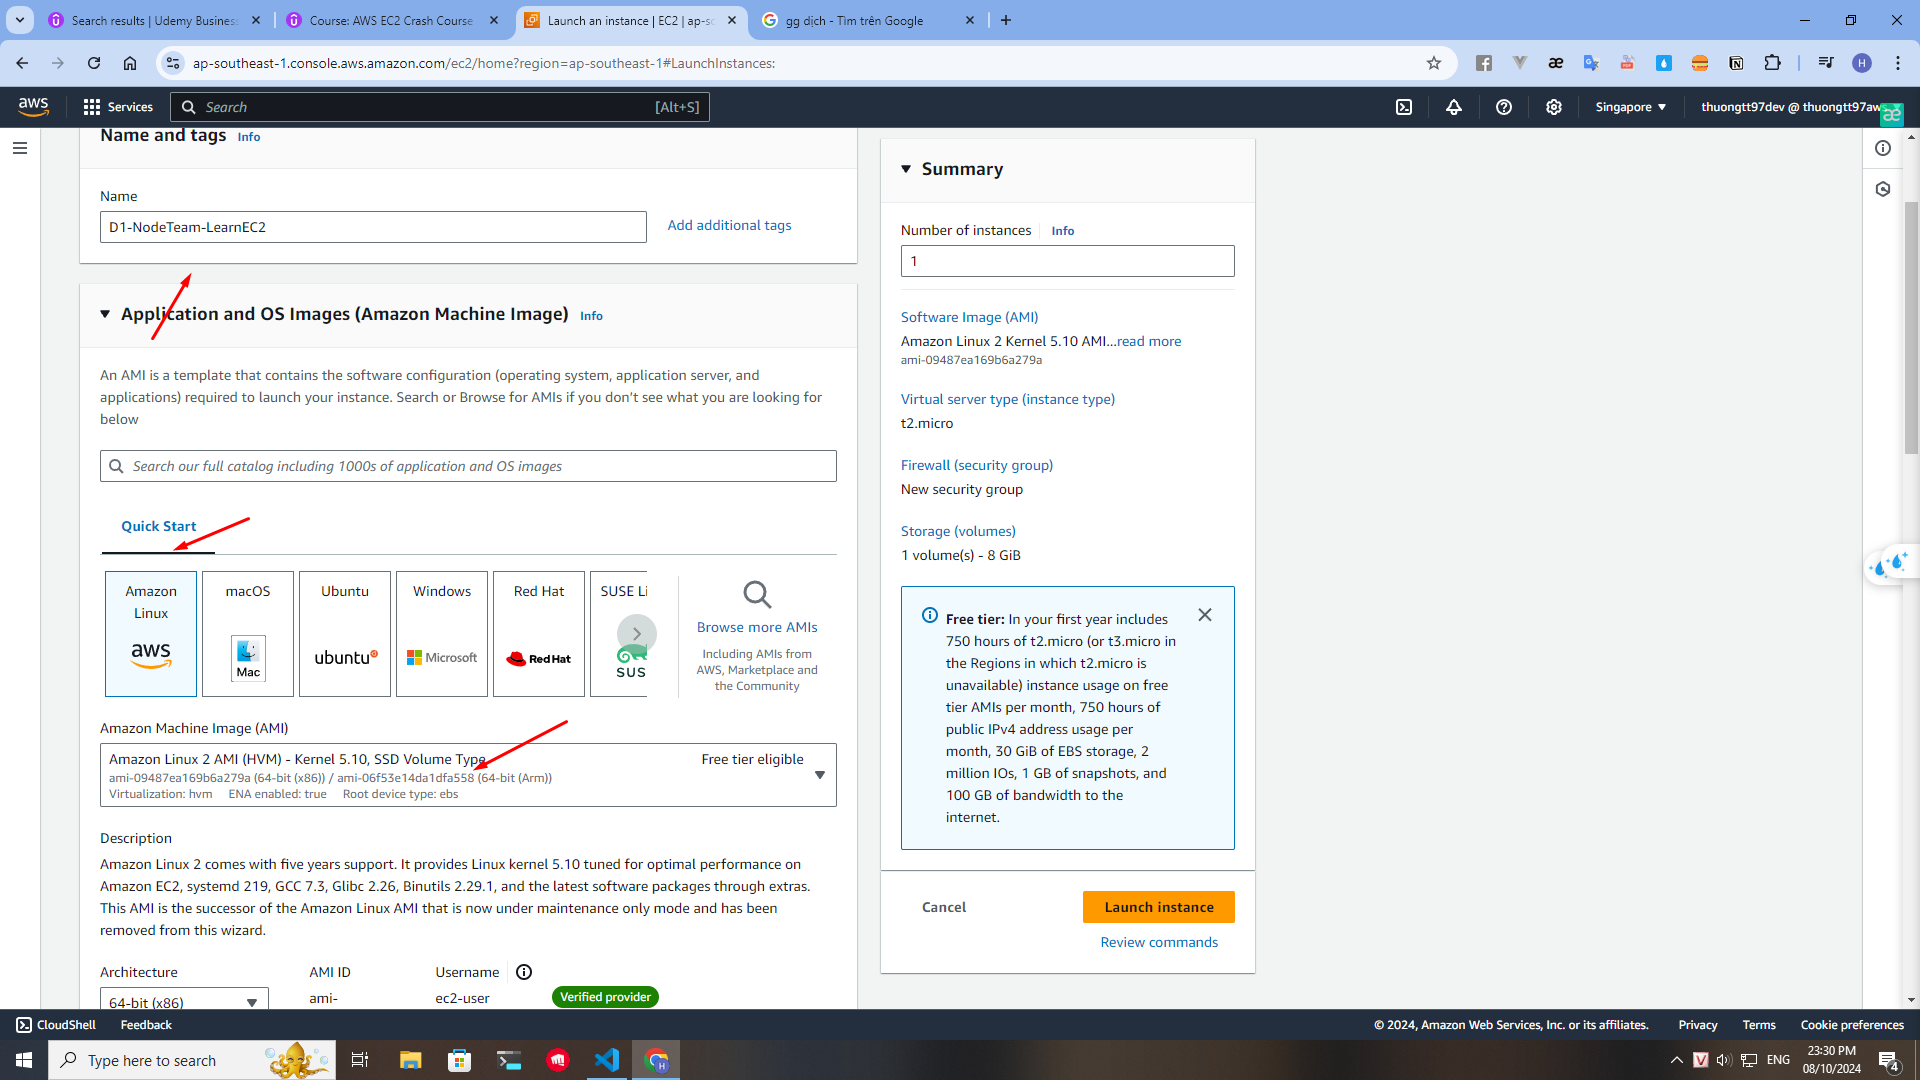 Search results | Udemy Business
Course: AWS EC2 Crash Course
Launch an instance | EC2 | ap-so
gg dịch - Tìm trên Google
ap-southeast-1.console.aws.amazon.com/ec2/home?region=ap-southeast-1#LaunchInstances:
aws
Services
Search
[Alt+S]
Singapore
thuongtt97dev @ thuongtt97aws
Name and tags Info
Name
D1-NodeTeam-LearnEC2
Add additional tags
Application and OS Images (Amazon Machine Image) Info
An AMI is a template that contains the software configuration (operating system, application server, and
applications) required to launch your instance. Search or Browse for AMIs if you don't see what you are looking for
below
Search our full catalog including 1000s of application and OS images
Quick Start
Amazon
Linux
aws
macOS
Mac
Ubuntu
ubuntu
Windows
Microsoft
Red Hat
Red Hat
SUSE Li
SUS
Browse more AMIs
Including AMIs from
AWS, Marketplace and
the Community
Amazon Machine Image (AMI)
Amazon Linux 2 AMI (HVM) - Kernel 5.10, SSD Volume Type
Free tier eligible
ami-09487ea169b6a279a (64-bit (x86)) / ami-06f53e14da1dfa558 (64-bit (Arm))
Virtualization: hvm ENA enabled: true Root device type: ebs
Description
Amazon Linux 2 comes with five years support. It provides Linux kernel 5.10 tuned for optimal performance on
Amazon EC2, systemd 219, GCC 7.3, Glibc 2.26, Binutils 2.29.1, and the latest software packages through extras.
This AMI is the successor of the Amazon Linux AMI that is now under maintenance only mode and has been
removed from this wizard.
Architecture
64-bit (x86)
AMI ID
ami-
Username
ec2-user
Verified provider
Summary
Number of instances Info
1
Software Image (AMI)
Amazon Linux 2 Kernel 5.10 AMI...read more
ami-09487ea169b6a279a
Virtual server type (instance type)
t2.micro
Firewall (security group)
New security group
Storage (volumes)
1 volume(s) - 8 GiB
Free tier: In your first year includes
750 hours of t2.micro (or t3.micro in
the Regions in which t2.micro is
unavailable) instance usage on free
tier AMIs per month, 750 hours of
public IPv4 address usage per
month, 30 GiB of EBS storage, 2
million IOs, 1 GB of snapshots, and
100 GB of bandwidth to the
internet.
Cancel
Launch instance
Review commands
CloudShell
Feedback
© 2024, Amazon Web Services, Inc. or its affiliates.
Privacy
Terms
Cookie preferences
Type here to search
ENG
23:30 PM
08/10/2024
4